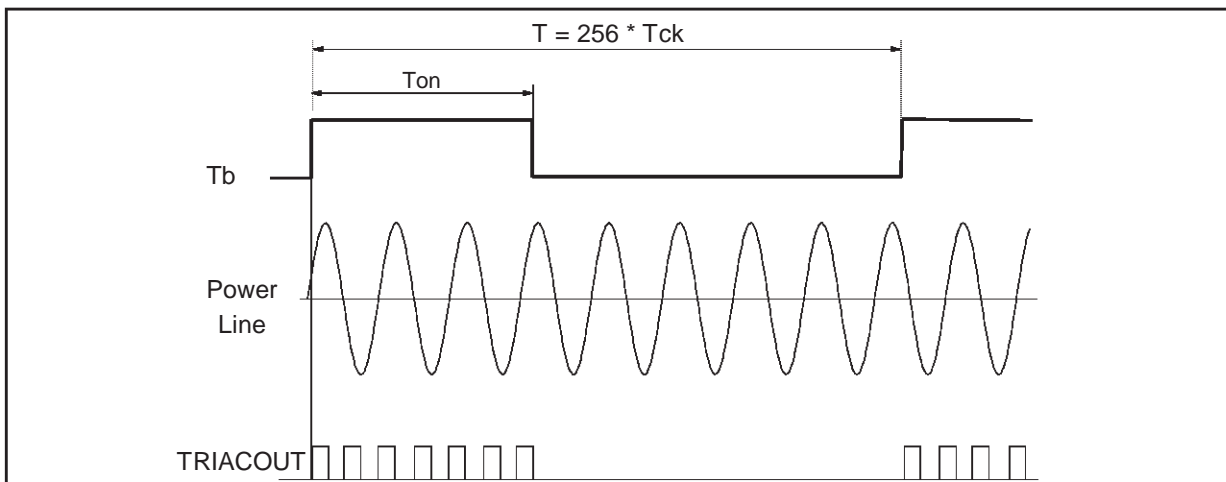 T = 256 * Tck
Ton
Tb
Power
Line
TRIACOUT